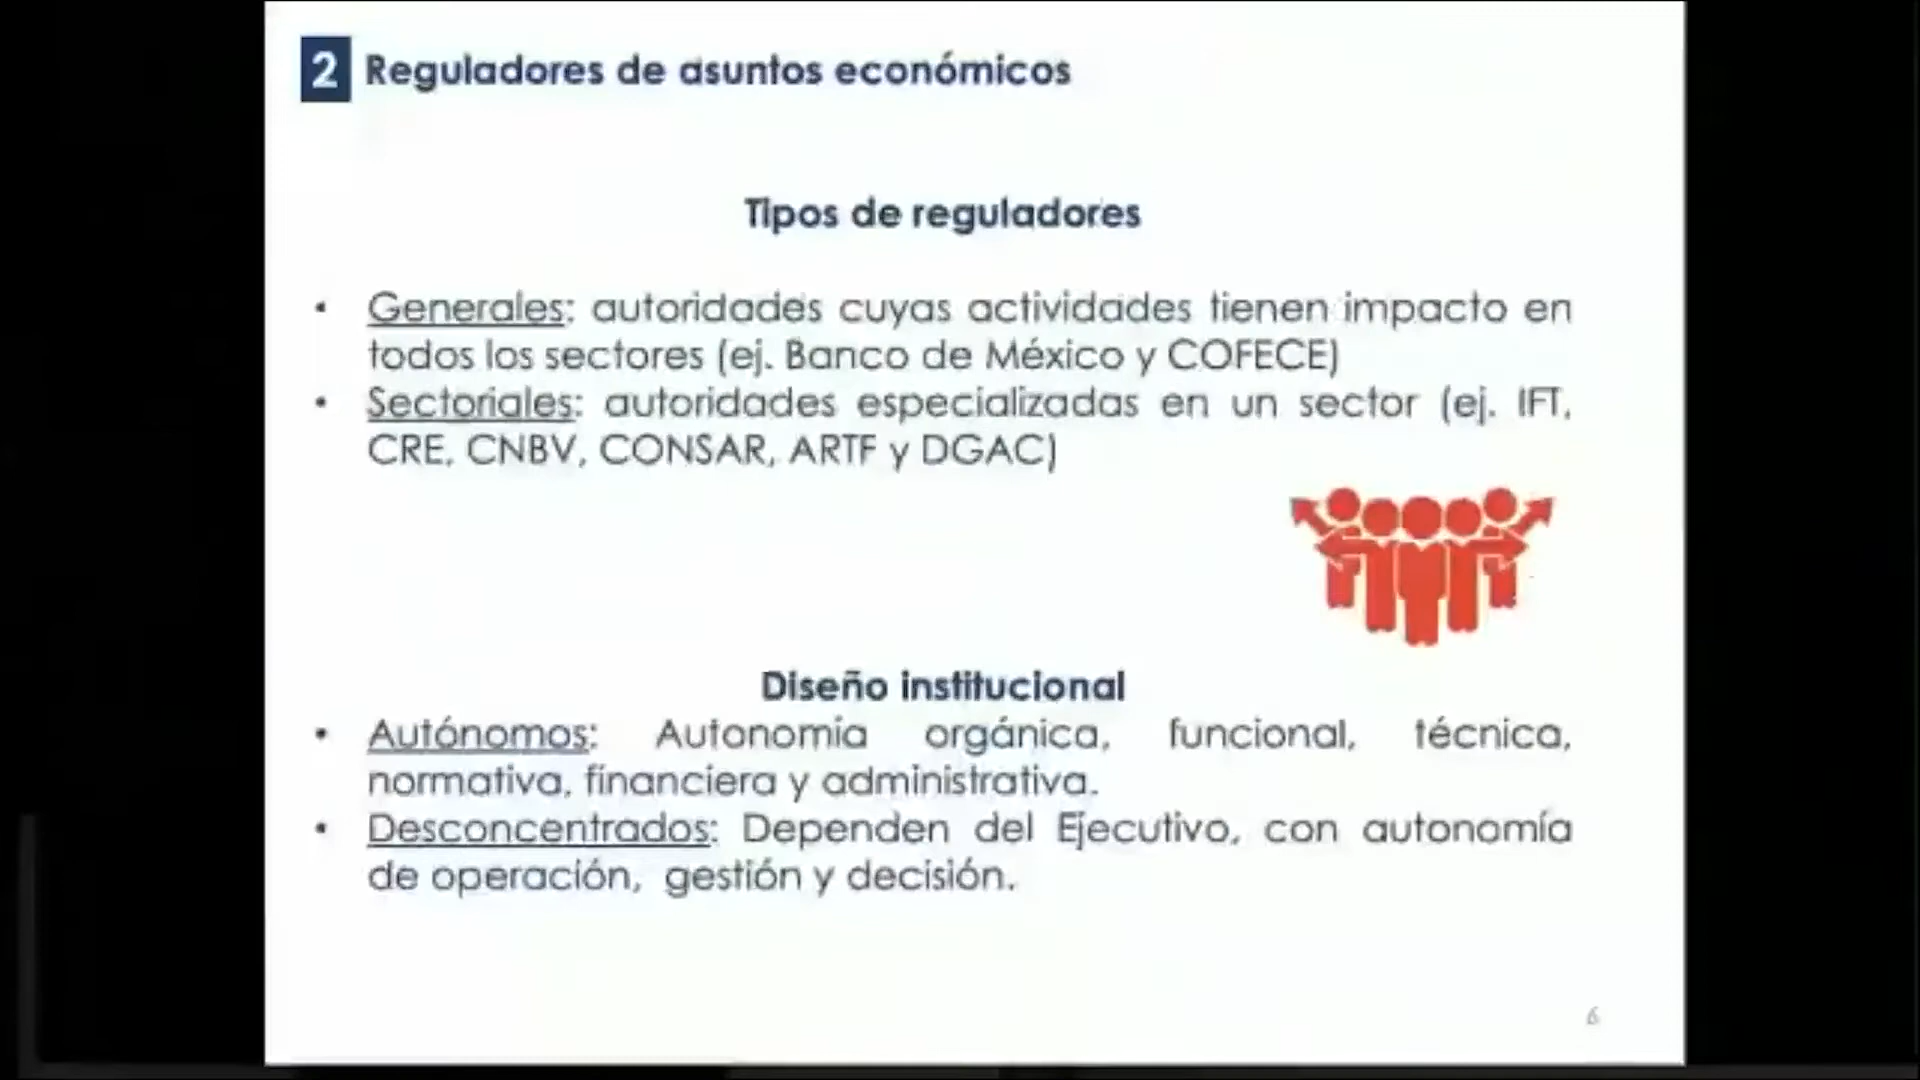 2 Reguladores de asuntos económicos
Tipos de reguladores
• Generales: autoridades cuyas actividades tienen impacto en
todos los sectores (ej. Banco de México y COFECE)
• Sectoriales: autoridades especializadas en un sector (ej. IFT,
CRE, CNBV, CONSAR, ARTF y DGAC)
Diseño institucional
• Autónomos: Autonomía orgánica, funcional, técnica,
normativa, financiera y administrativa.
• Desconcentrados: Dependen del Ejecutivo, con autonomía
de operación, gestión y decisión.
6